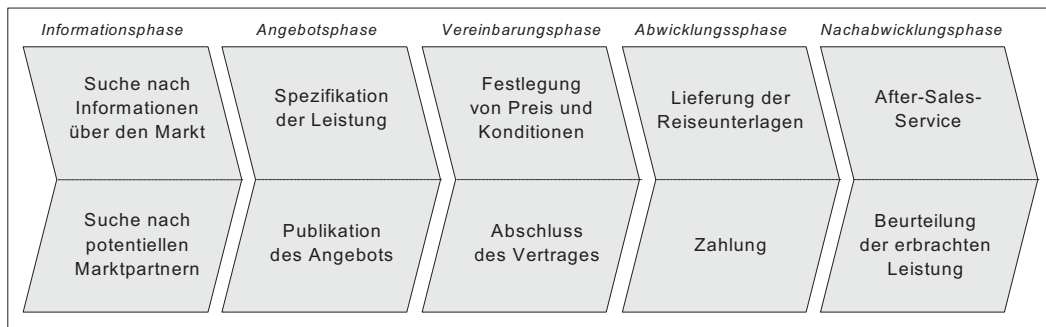 Informationsphase
Angebotsphase
Vereinbarungsphase
Abwicklungssphase
Nachabwicklungsphase
Suche nach
Informationen
über den Markt
Spezifikation
der Leistung
Festlegung
von Preis und
Konditionen
Lieferung der
Reiseunterlagen
After-Sales-
Service
Suche nach
potentiellen
Marktpartnern
Publikation
des Angebots
Abschluss
des Vertrages
Zahlung
Beurteilung
der erbrachten
Leistung